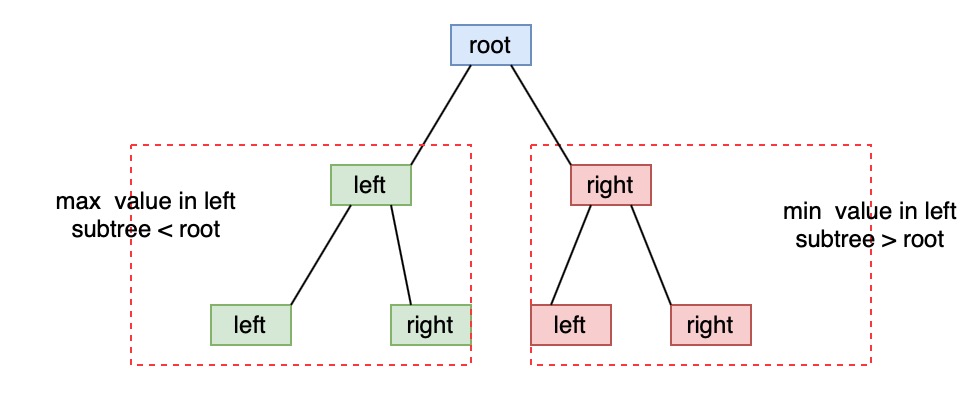 root
left
right
max value in left
subtree < root
min value in left
subtree > root
left
right
left
right